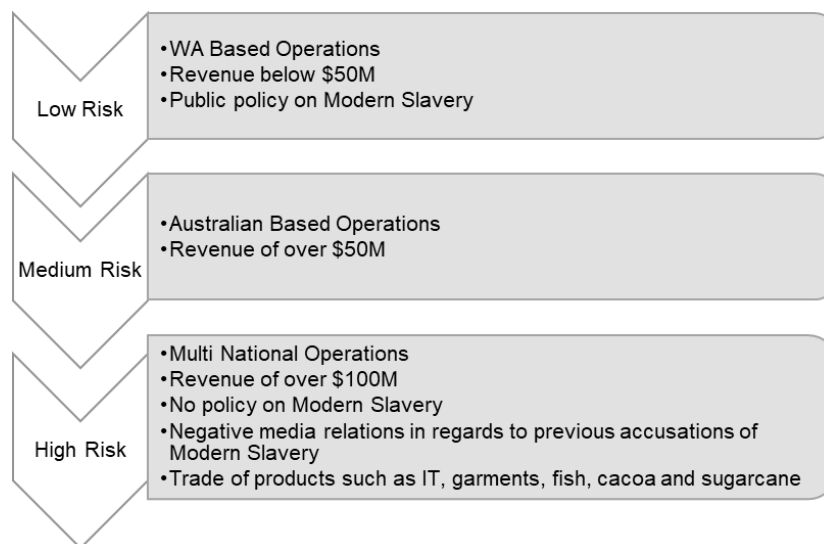 Low Risk
•WA Based Operations
•Revenue below $50M
•Public policy on Modern Slavery
Medium Risk
•Australian Based Operations
•Revenue of over $50M
High Risk
•Multi National Operations
•Revenue of over $100M
•No policy on Modern Slavery
•Negative media relations in regards to previous accusations of
Modern Slavery
•Trade of products such as IT, garments, fish, cacoa and sugarcane